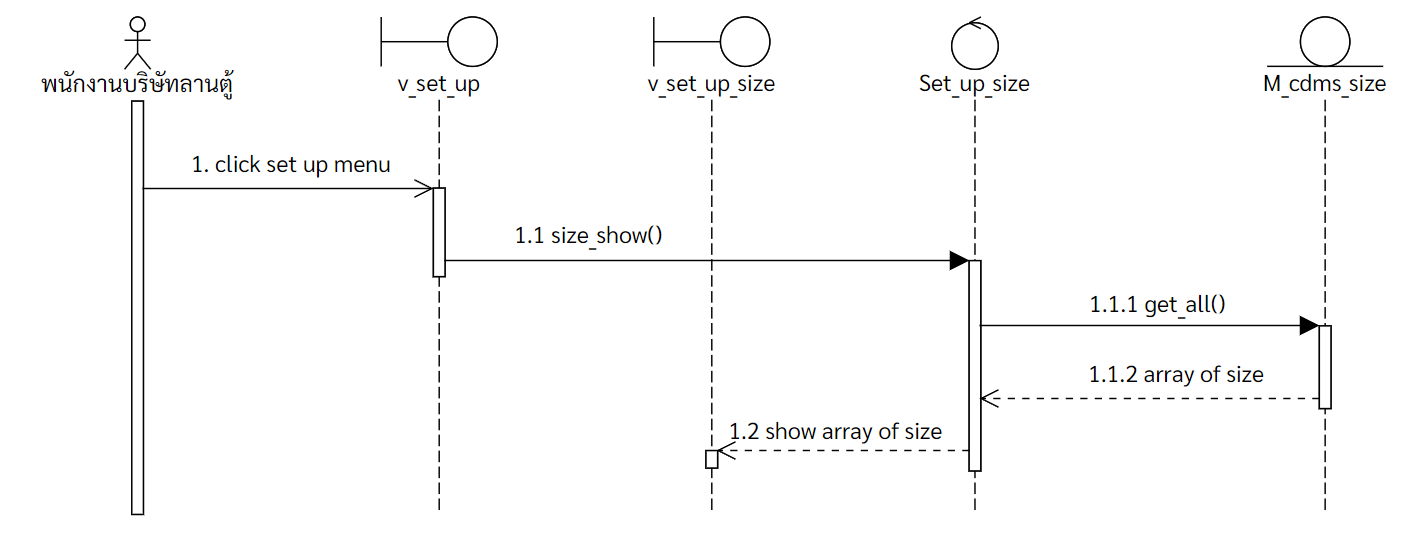 พนักงานบริษัทลานตู้
v_set_up
v_set_up_size
Set_up_size
M_cdms_size
1. click set up menu
1.1 size_show()
1.1.1 get_all()
1.1.2 array of size
1.2 show array of size